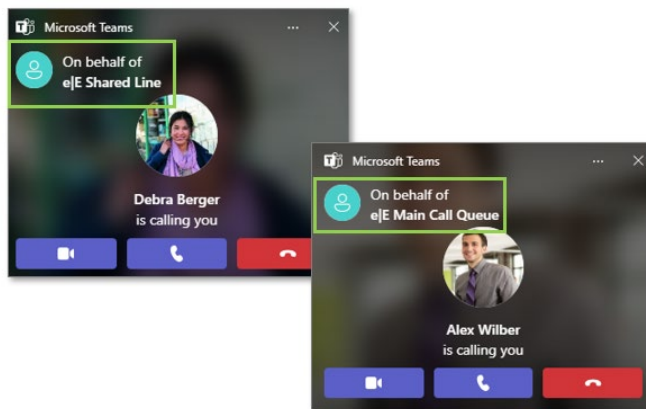 Microsoft Teams
On behalf of
e|E Shared Line
Debra Berger
is calling you
Microsoft Teams
On behalf of
e|E Main Call Queue
Alex Wilber
is calling you